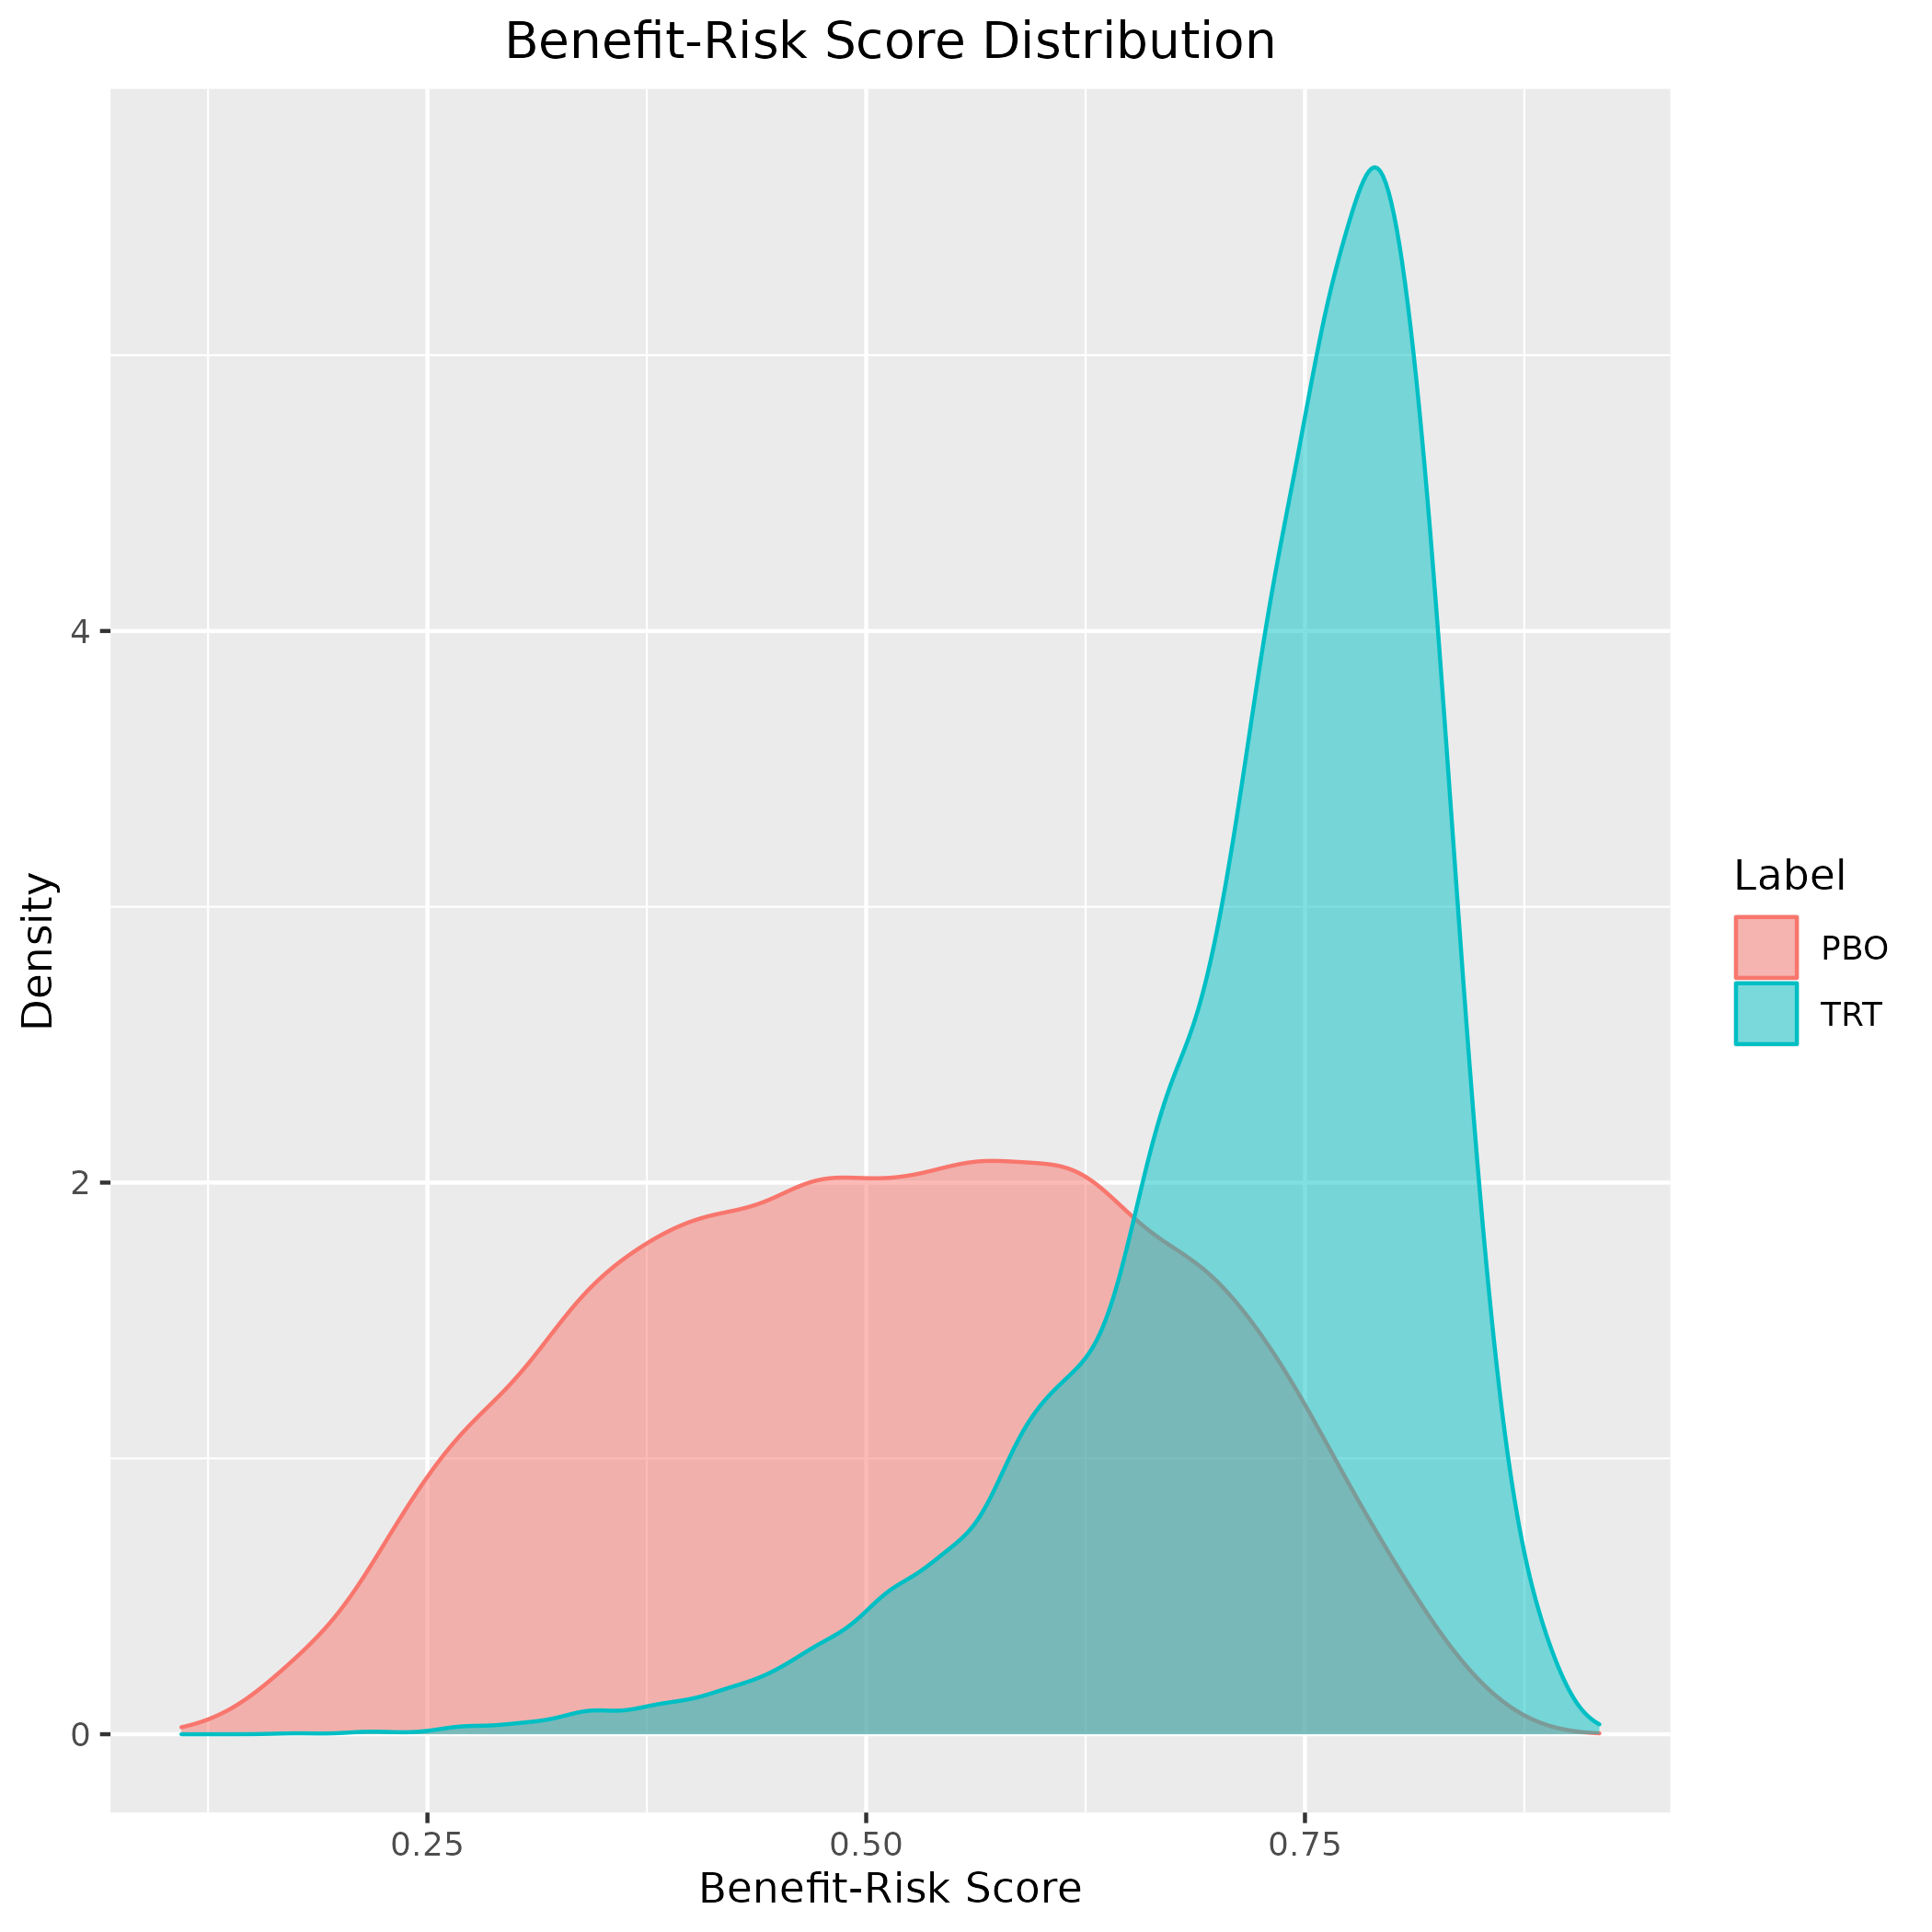 Benefit-Risk Score Distribution
Density
4
2
0
0.25 0.50 0.75
Benefit-Risk Score
Label
PBO
TRT